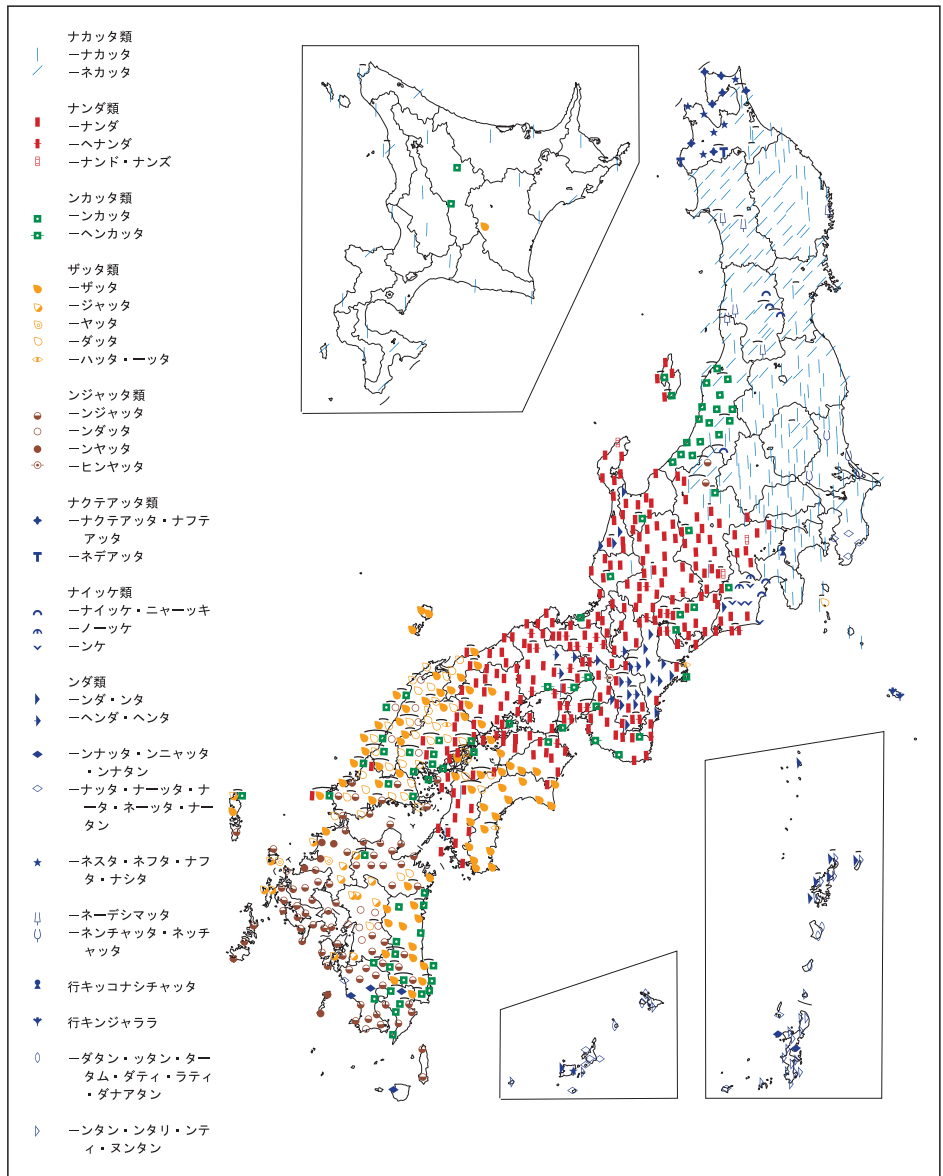 ナカッタ類
ーナカッタ
ーネカッタ
ナンダ類
ーナンダ
ーヘナンダ
ーナンド・ナンズ
ンカッタ類
ーンカッタ
ーヘンカッタ
ザッタ類
ーザッタ
ージャッタ
ーヤッタ
ーダッタ
ーハッタ・ーッタ
ンジャッタ類
ーンジャッタ
ーンダッタ
ーンヤッタ
ーヒンヤッタ
ナクテアッタ類
ーナクテアッタ・ナフテ
アッタ
ーネデアッタ
ナイッケ類
ーナイッケ・ニャーッキ
ーノーッケ
ーンケ
ンダ類
ーンダ・ンタ
ーヘンダ・ヘンタ
ーンナッタ・ンニャッタ
・ンナタン
ーナッタ・ナーッタ・ナ
ータ・ネーッタ・ナー
タン
ーネスタ・ネフタ・ナフ
タ・ナシタ
ーネーデシマッタ
ーネンチャッタ・ネッチ
ャッタ
行キッコナシチャッタ
行キンジャララ
ーダタン・ッタン・ター
タム・ダティ・ラティ
・ダナアタン
ーンタン・ンタリ・ンテ
ィ・ヌンタン